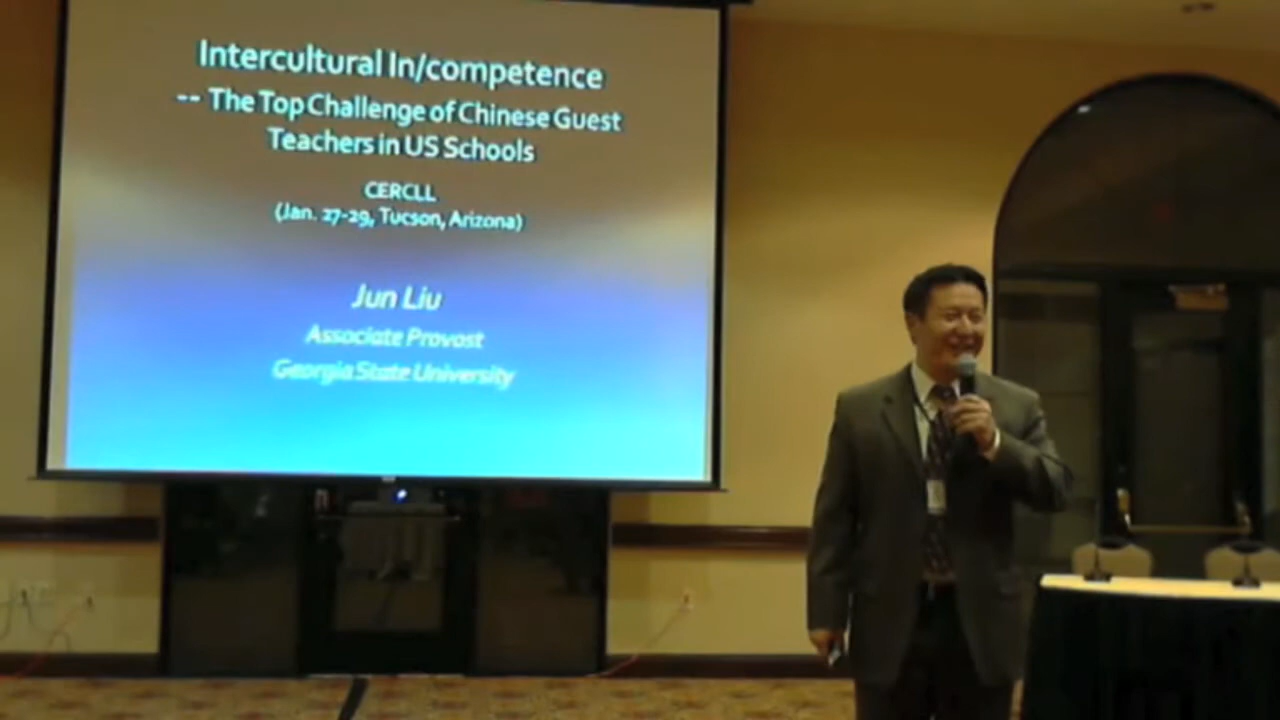 Intercultural In/competence
-- The Top Challenge of Chinese Guest
Teachers in US Schools
CERCLL
(Jan. 27-29, Tucson, Arizona)
Jun Liu
Associate Provost
Georgia State University